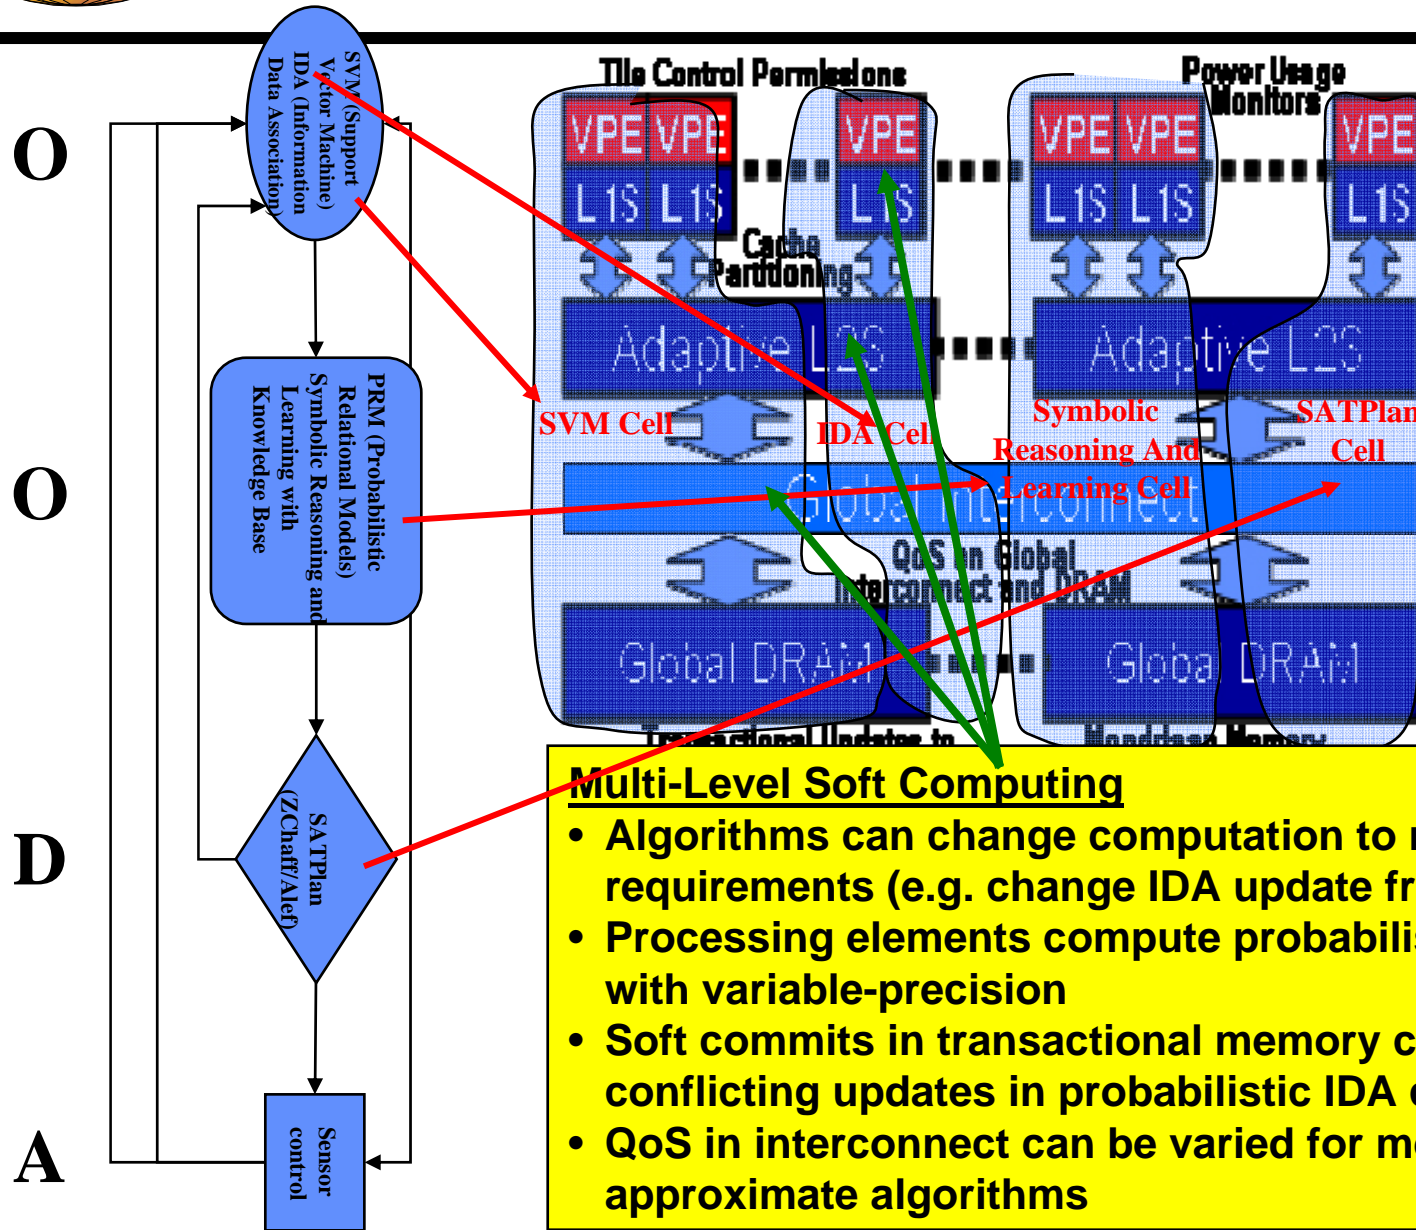 O
O
D
A
SVM (Support
Vector Machine)
IDA (Information
Data Association)
PRM (Probabilistic
Relational Models)
Symbolic Reasoning and
Learning with
Knowledge Base
SATPlan
(ZChaff/Alef)
Sensor
control
Tile Control Permissions
Power Usage
Monitors
VPE VPE
VPE
VPE VPE
VPE
L1S L1S
L1S
L1S L1S
L1S
Cache
Partitioning
Adaptive L2S
Adaptive L2S
SVM Cell
IDA Cell
Symbolic
Reasoning And
Learning Cell
SATPlan
Cell
Global Interconnect
QoS on Global
Interconnect and DRAM
Global DRAM
Global DRAM
Transactional Updates to
Memory
Multi-Level Soft Computing
• Algorithms can change computation to
requirements (e.g. change IDA update
• Processing elements compute
with variable-precision
• Soft commits in transactional memory
conflicting updates in probabilistic IDA
• QoS in interconnect can be varied for
approximate algorithms